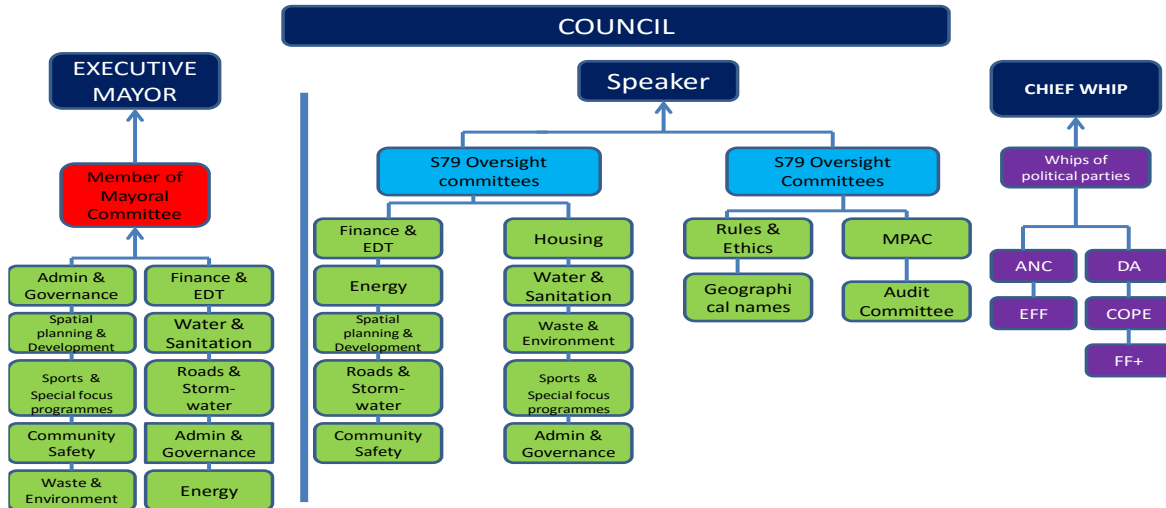 COUNCIL
EXECUTIVE
MAYOR
Speaker
CHIEF WHIP
Member of
Mayoral
Committee
S79 Oversight
committees
S79 Oversight
Committees
Whips of
political parties
Admin &
Governance
Spatial
planning &
Development
Sports &
Special focus
programmes
Community
Safety
Waste &
Environment
Finance &
EDT
Water &
Sanitation
Roads &
Storm-
water
Admin &
Governance
Energy
Finance &
EDT
Energy
Spatial
planning &
Development
Roads &
Storm-
water
Community
Safety
Housing
Water &
Sanitation
Waste &
Environment
Sports &
Special focus
programmes
Admin &
Governance
Rules &
Ethics
Geographi
cal names
MPAC
Audit
Committee
ANC
EFF
DA
COPE
FF+